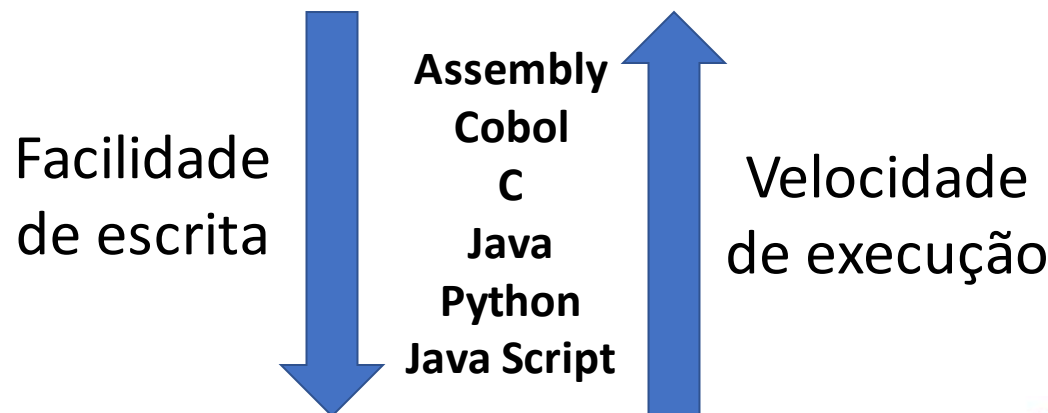 Facilidade
de escrita
Assembly
Cobol
C
Java
Python
Java Script
Velocidade
de execução